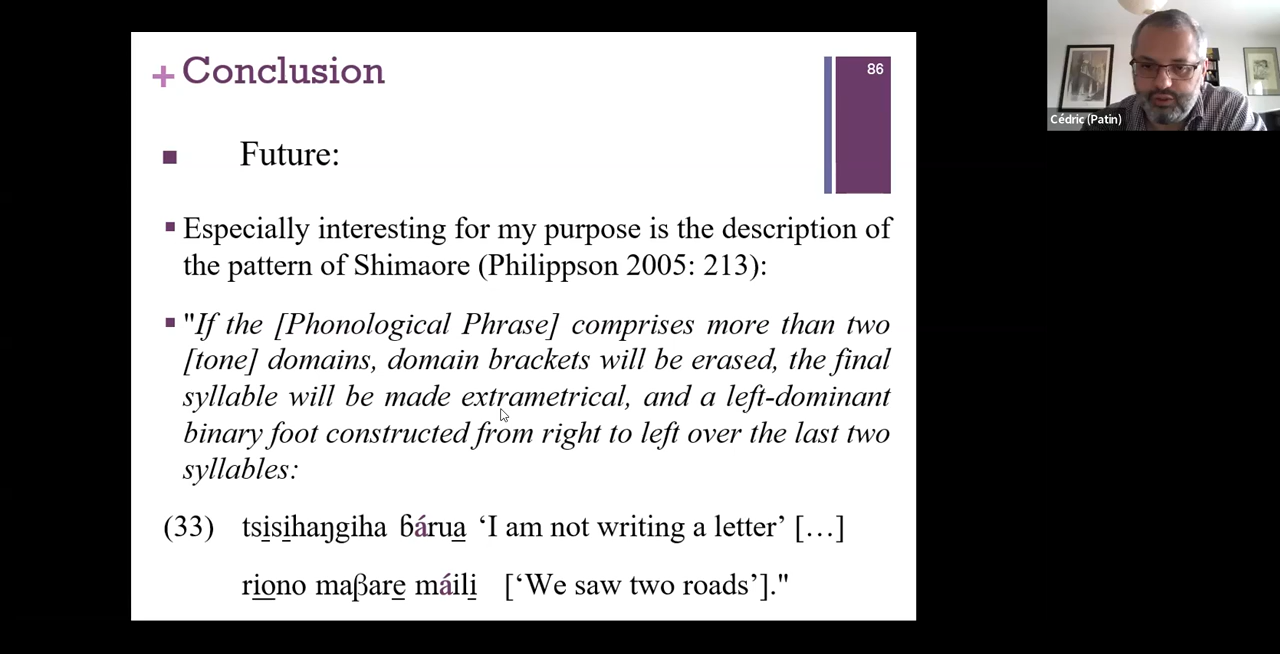 + Conclusion
86
Future:
Especially interesting for my purpose is the description of
the pattern of Shimaore (Philippson 2005: 213):
"If the [Phonological Phrase] comprises more than two
[tone] domains, domain brackets will be erased, the final
syllable will be made extrametrical, and a left-dominant
binary foot constructed from right to left over the last two
syllables:
(33) tsisihaŋgiha ɓárua ‘I am not writing a letter’ […]
riono maβare máili [‘We saw two roads’]."
Cédric (Patin)